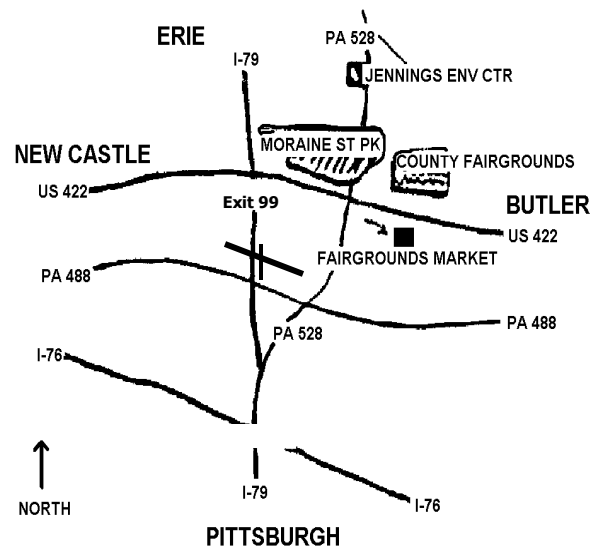 ERIE
PA 528
I-79
JENNINGS ENV CTR
MORAINE ST PK
NEW CASTLE
COUNTY FAIRGROUNDS
US 422
Exit 99
BUTLER
US 422
FAIRGROUNDS MARKET
PA 488
PA 528
PA 488
I-76
I-79
I-76
NORTH
PITTSBURGH